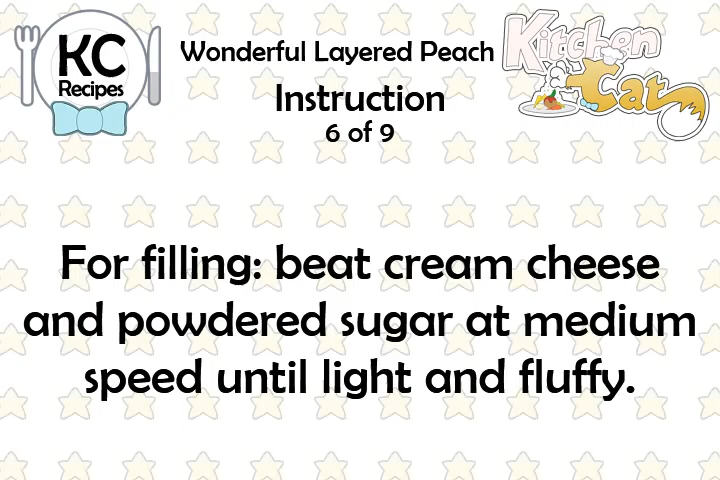 KC
Recipes
Wonderful Layered Peach
Instruction
6 of 9
Kitchen
Cat
For filling: beat cream cheese
and powdered sugar at medium
speed until light and fluffy.